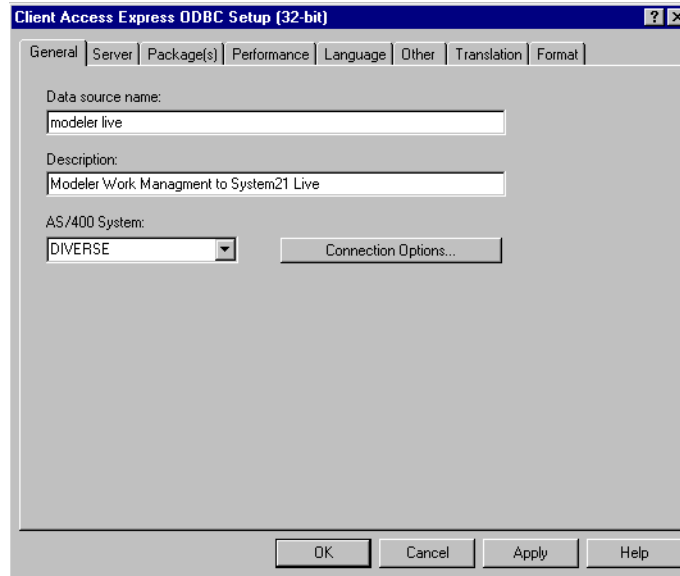 Client Access Express ODBC Setup (32-bit)
General Server Package(s) Performance Language Other Translation Format
Data source name:
modeler live
Description:
Modeler Work Managment to System21 Live
AS/400 System:
DIVERSE Connection Options...
OK Cancel Apply Help